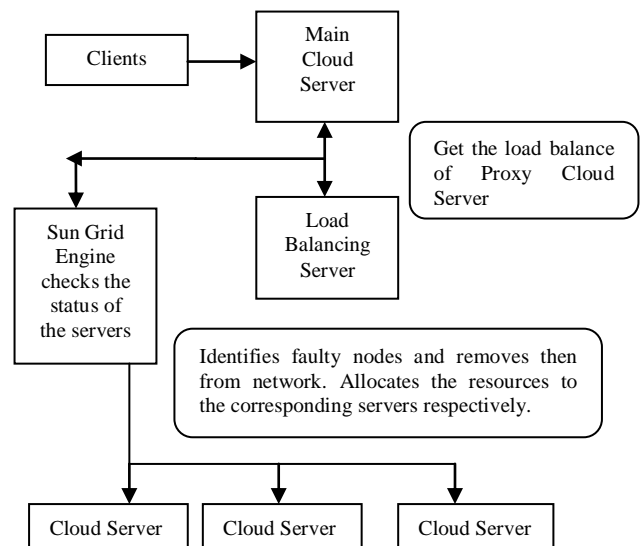 Main
Cloud
Server
Clients
Get the load balance
of Proxy Cloud
Server
Load
Balancing
Server
Sun Grid
Engine
checks the
status of
the servers
Identifies faulty nodes and removes then
from network. Allocates the resources to
the corresponding servers respectively.
Cloud Server
Cloud Server
Cloud Server